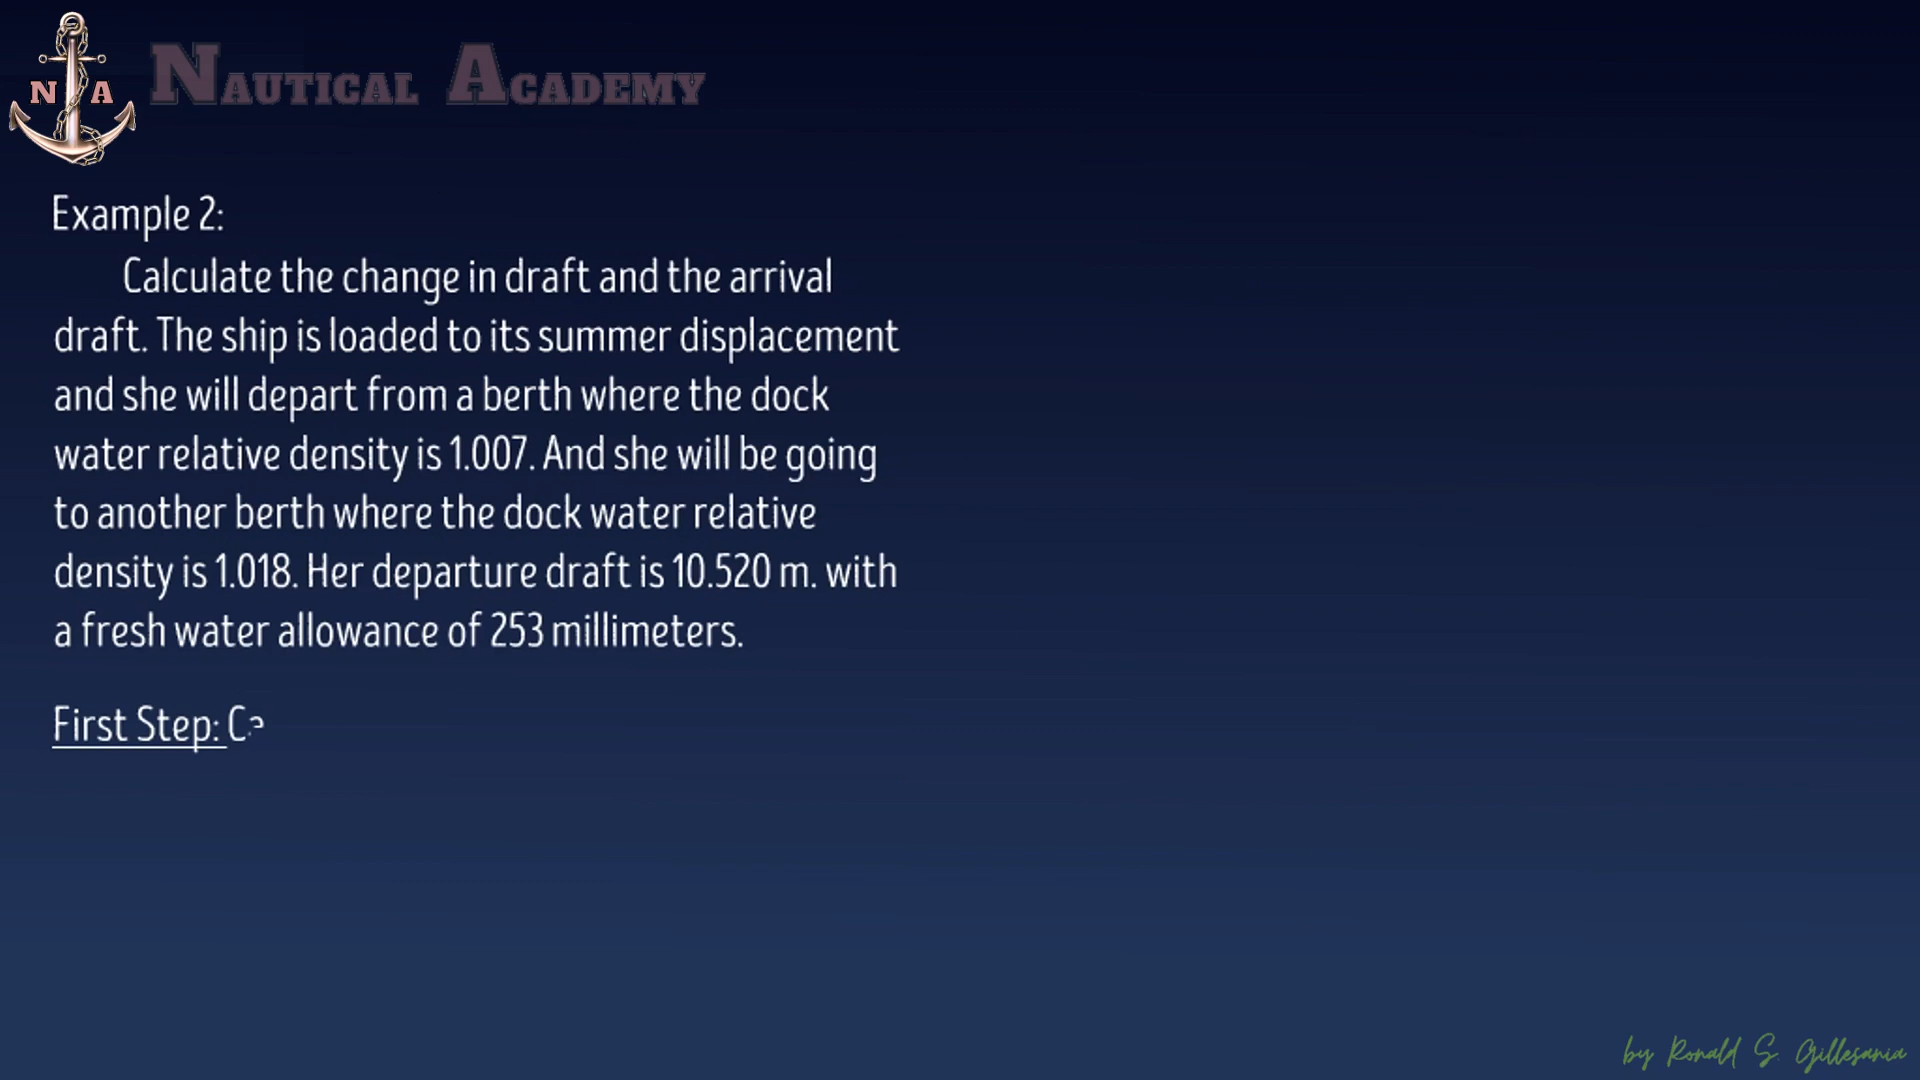 N A
Nautical Academy
Example 2:
Calculate the change in draft and the arrival
draft. The ship is loaded to its summer displacement
and she will depart from a berth where the dock
water relative density is 1.007. And she will be going
to another berth where the dock water relative
density is 1.018. Her departure draft is 10.520 m. with
a fresh water allowance of 253 millimeters.
First Step: Ca
by Ronald S. Gillesania